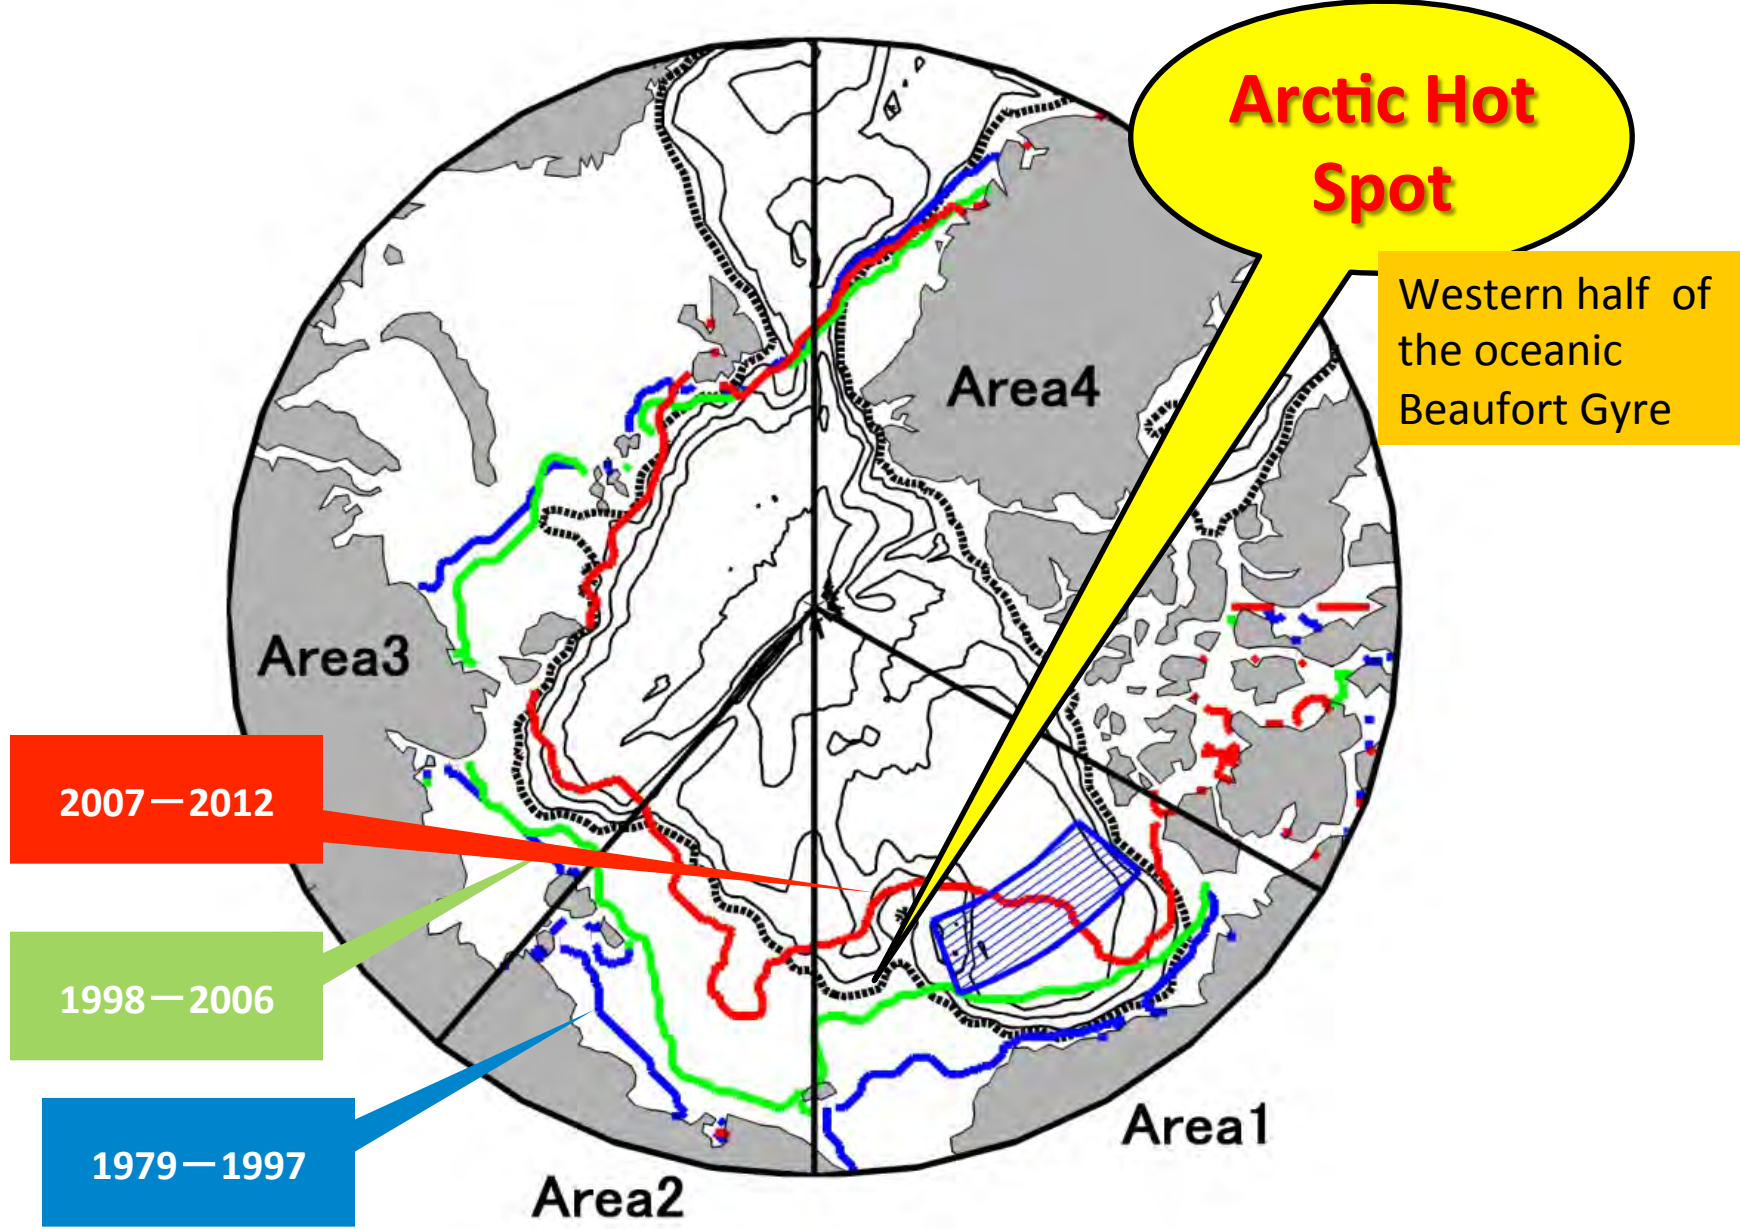 Arctic Hot
Spot
Western half of
the oceanic
Beaufort Gyre
Area4
Area3
2007－2012
1998－2006
1979－1997
Area1
Area2